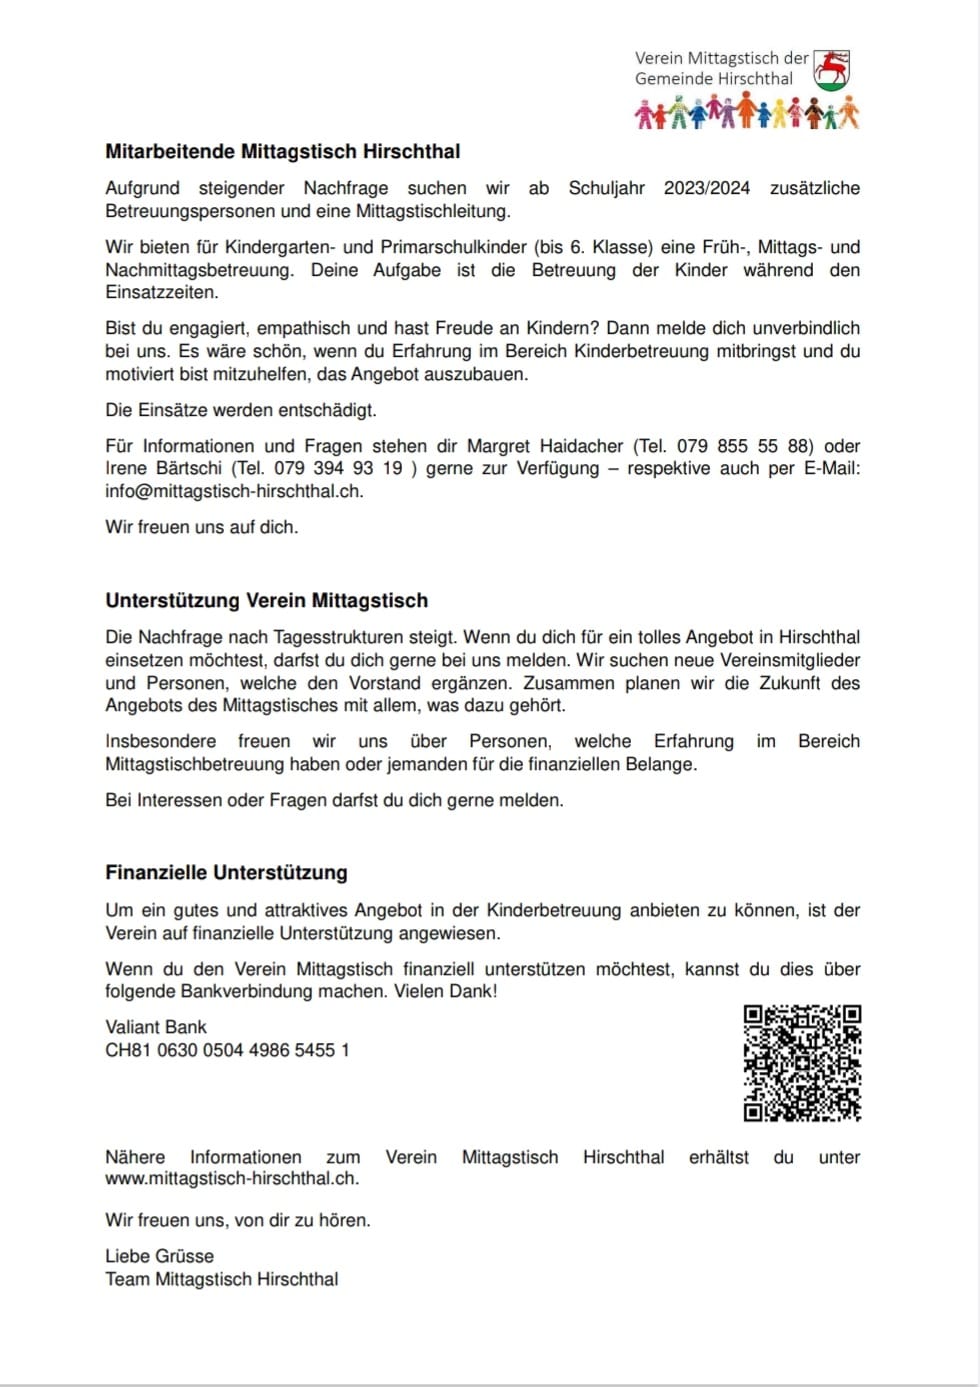 Verein Mittagstisch der
Gemeinde Hirschthal
Mitarbeitende Mittagstisch Hirschthal
Aufgrund steigender Nachfrage suchen wir ab Schuljahr 2023/2024 zusätzliche
Betreuungspersonen und eine Mittagstischleitung.
Wir bieten für Kindergarten- und Primarschulkinder (bis 6. Klasse) eine Früh-, Mittags- und
Nachmittagsbetreuung. Deine Aufgabe ist die Betreuung der Kinder während den
Einsatzzeiten.
Bist du engagiert, empathisch und hast Freude an Kindern? Dann melde dich unverbindlich
bei uns. Es wäre schön, wenn du Erfahrung im Bereich Kinderbetreuung mitbringst und du
motiviert bist mitzuhelfen, das Angebot auszubauen.
Die Einsätze werden entschädigt.
Für Informationen und Fragen stehen dir Margret Haidacher (Tel. 079 855 55 88) oder
Irene Bärtschi (Tel. 079 394 93 19 ) gerne zur Verfügung – respektive auch per E-Mail:
info@mittagstisch-hirschthal.ch.
Wir freuen uns auf dich.
Unterstützung Verein Mittagstisch
Die Nachfrage nach Tagesstrukturen steigt. Wenn du dich für ein tolles Angebot in Hirschthal
einsetzen möchtest, darfst du dich gerne bei uns melden. Wir suchen neue Vereinsmitglieder
und Personen, welche den Vorstand ergänzen. Zusammen planen wir die Zukunft des
Angebots des Mittagstisches mit allem, was dazu gehört.
Insbesondere freuen wir uns über Personen, welche Erfahrung im Bereich
Mittagstischbetreuung haben oder jemanden für die finanziellen Belange.
Bei Interessen oder Fragen darfst du dich gerne melden.
Finanzielle Unterstützung
Um ein gutes und attraktives Angebot in der Kinderbetreuung anbieten zu können, ist der
Verein auf finanzielle Unterstützung angewiesen.
Wenn du den Verein Mittagstisch finanziell unterstützen möchtest, kannst du dies über
folgende Bankverbindung machen. Vielen Dank!
Valiant Bank
CH81 0630 0504 4986 5455 1
Nähere Informationen zum Verein Mittagstisch Hirschthal erhältst du unter
www.mittagstisch-hirschthal.ch.
Wir freuen uns, von dir zu hören.
Liebe Grüsse
Team Mittagstisch Hirschthal